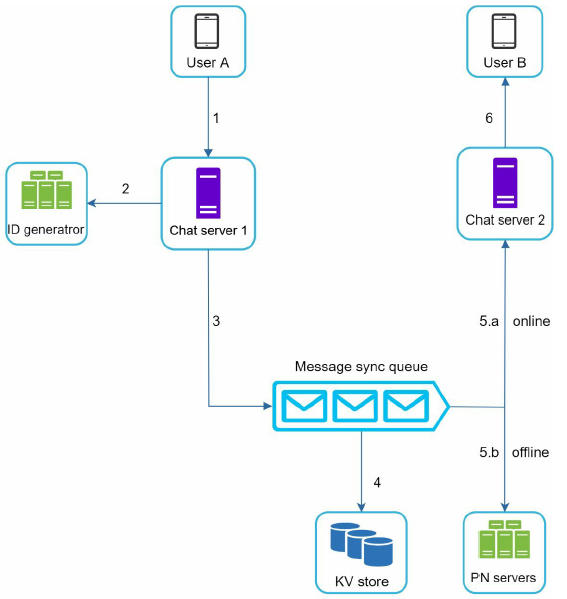 User A
User B
1
6
2
ID generatror
Chat server 1
Chat server 2
3
5.a online
Message sync queue
5.b offline
4
KV store
PN servers